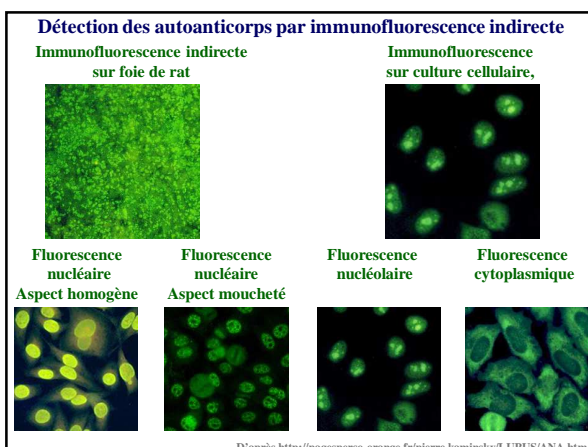 Détection des autoanticorps par immunofluorescence indirecte
Immunofluorescence indirecte
sur foie de rat
Immunofluorescence
sur culture cellulaire,
Fluorescence
nucléaire
Aspect homogène
Fluorescence
nucléaire
Aspect moucheté
Fluorescence
nucléolaire
Fluorescence
cytoplasmique
D'après